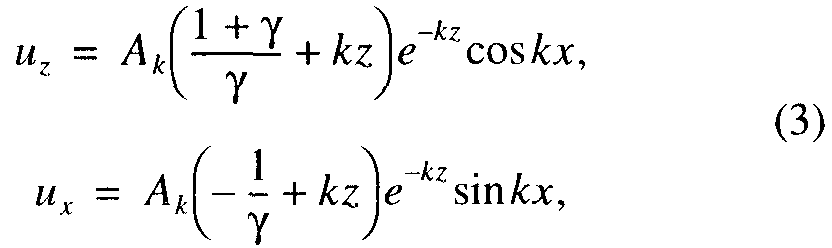 u_z = A_k((1 + γ)/γ + kz)e^{-kz} cos kx,
(3)
u_x = A_k(-1/γ + kz)e^{-kz} sin kx,